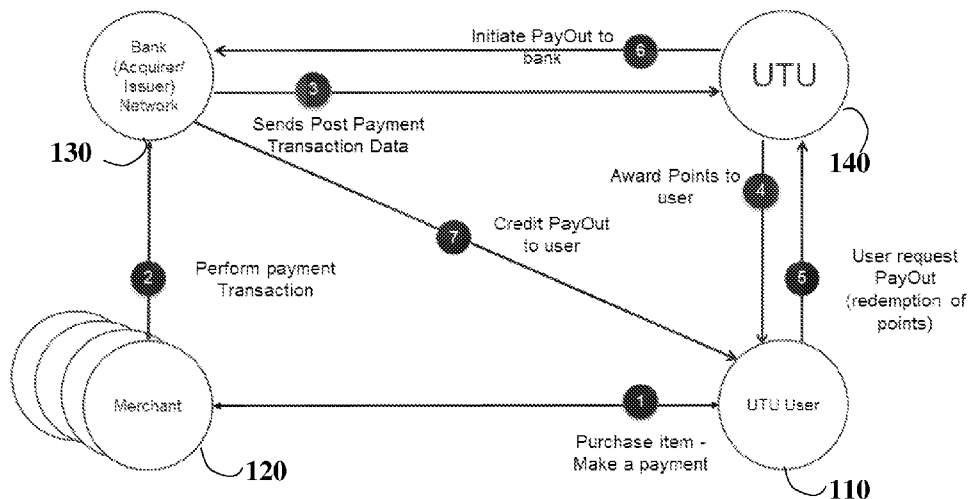 Bank
(Acquirer/
Issuer)
Network
130
Initiate PayOut to
bank
6
UTU
140
3
Sends Post Payment
Transaction Data
Award Points to
user
4
7
Credit PayOut
to user
5
User request
PayOut
(redemption of
points)
2
Perform payment
Transaction
Merchant
120
1
Purchase item -
Make a payment
UTU User
110